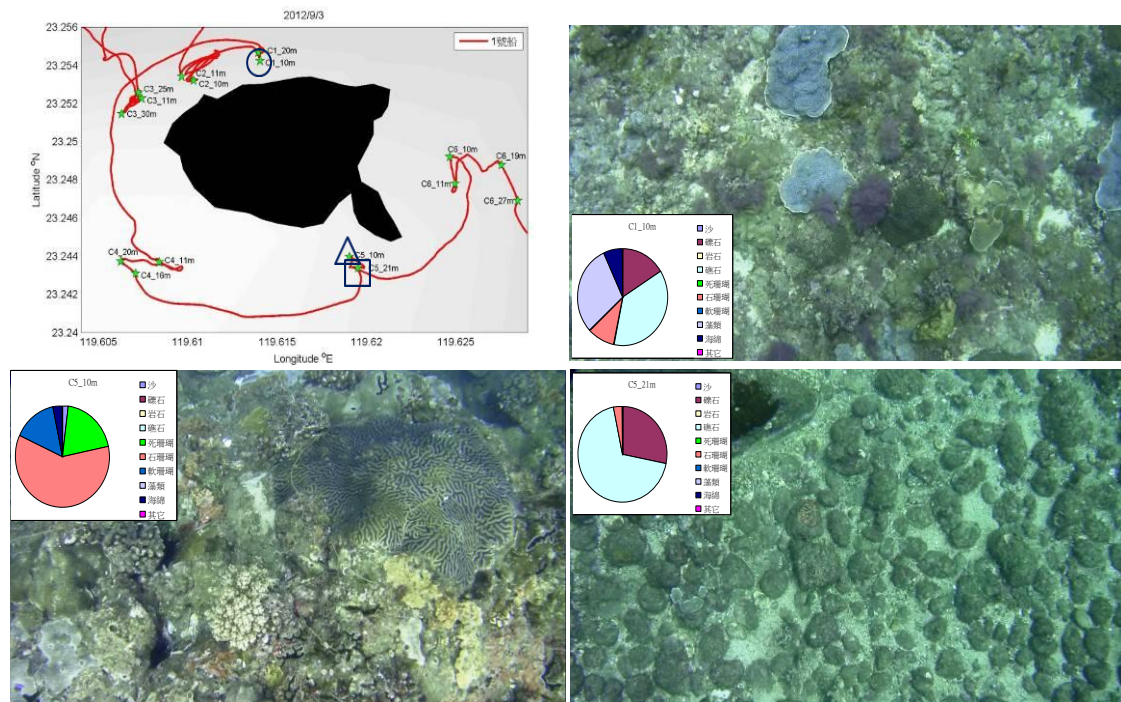 2012/9/3
1號船
23.256
23.254
23.252
23.25
23.248
23.246
23.244
23.242
23.24
Latitude ⁰N
C1_20m
C1_10m
C2_11m
C2_10m
C3_25m
C3_11m
C3_30m
C6_10m
C6_19m
C6_11m
C6_27m
C4_20m
C4_11m
C4_16m
C5_10m
C5_21m
119.605
119.61
119.615
119.62
119.625
Longitude ⁰E
C1_10m
沙
礫石
岩石
礁石
死珊瑚
石珊瑚
軟珊瑚
藻類
海綿
其它
C5_10m
沙
礫石
岩石
礁石
死珊瑚
石珊瑚
軟珊瑚
藻類
海綿
其它
C5_21m
沙
礫石
岩石
礁石
死珊瑚
石珊瑚
軟珊瑚
藻類
海綿
其它